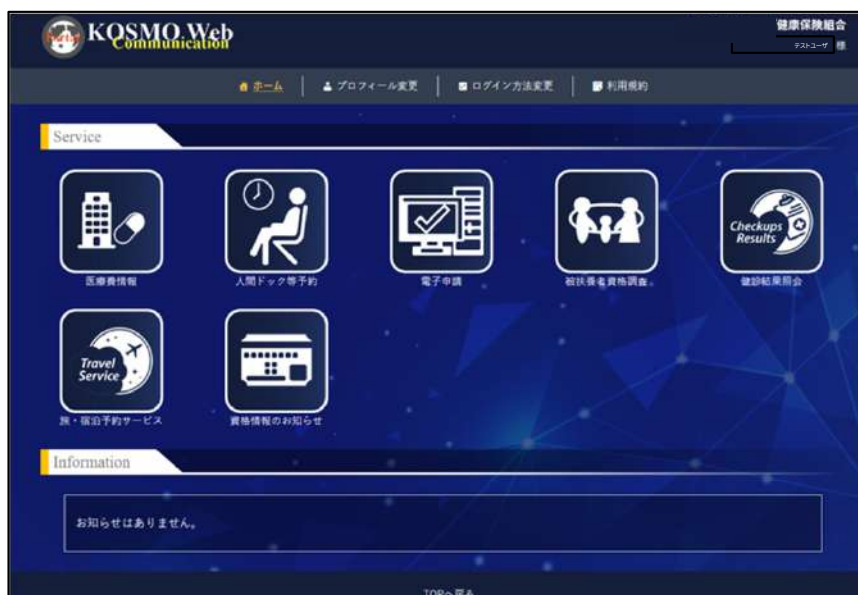 Portal
KOSMO Web
Communication
健康保険組合
テストユーザ 様
ホーム
プロフィール変更
ログイン方法変更
利用規約
Service
医療費情報
人間ドック等予約
電子申請
被扶養者資格調査。
Checkups
Results
健診結果照会
Travel
Service
旅・宿泊予約サービス
資格情報のお知らせ
Information
お知らせはありません。
TOPへ戻る